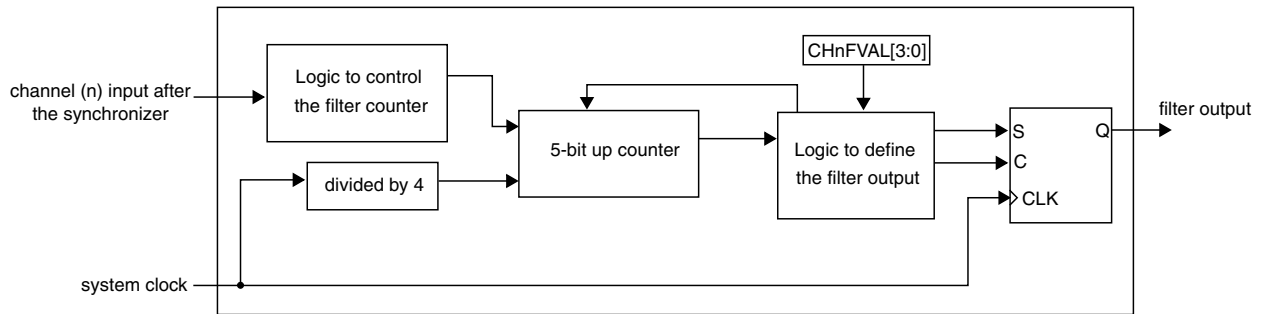 CHnFVAL[3:0]
Logic to control
the filter counter
channel (n) input after
the synchronizer
5-bit up counter
Logic to define
the filter output
S
Q
C
CLK
filter output
divided by 4
system clock